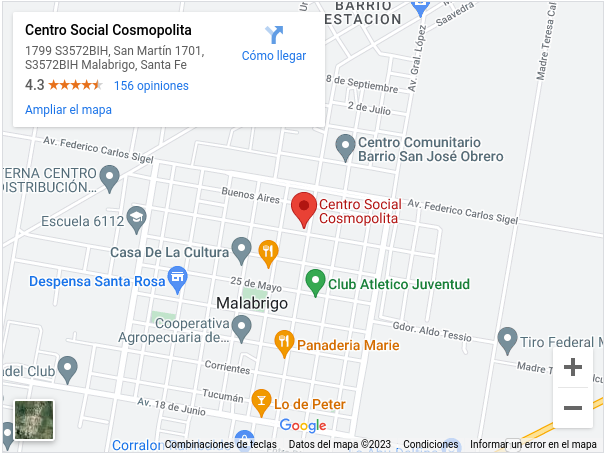 BARRIO
ESTACION
Saavedra
Centro Social Cosmopolita
1799 S3572BIH, San Martín 1701,
S3572BIH Malabrigo, Santa Fe
4.3
156 opiniones
Ampliar el mapa
Cómo llegar
Av. Gral. López
Madre Teresa Cal
8 de Septiembre
2 de Julio
Centro Comunitario
Barrio San José Obrero
Av. Federico Carlos Sigel
TERNA CENTRO
DISTRIBUCIÓN...
Buenos Aires
Centro Social
Cosmopolita
Av. Federico Carlos Sigel
Escuela 6112
Casa De La Cultura
Despensa Santa Rosa
25 de Mayo
Club Atletico Juventud
Malabrigo
Cooperativa
Agropecuaria de...
Gdor. Aldo Tessio
Tiro Federal M
Panaderia Marie
Madre Teres
Corrientes
del Club
Tucumán
Av. 18 de Junio
Lo de Peter
Google
Combinaciones de teclas
Datos del mapa ©2023
Condiciones
Informar un error en el mapa